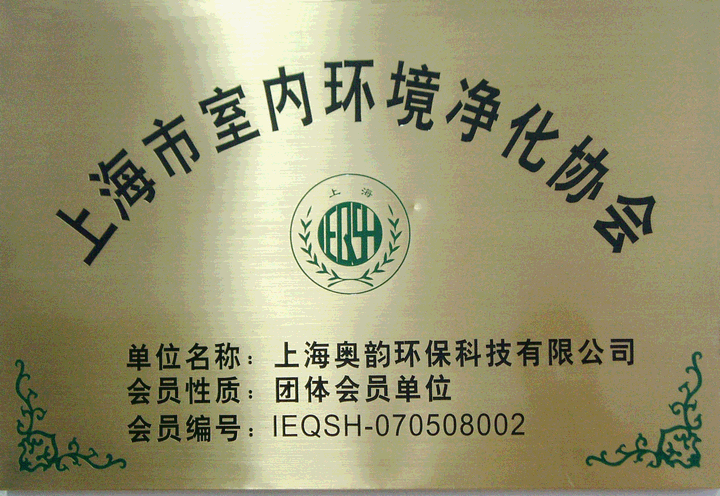 上海市室内环境净化协会
上海
IEQSH
单位名称：上海奥韵环保科技有限公司
会员性质：团体会员单位
会员编号：IEQSH-070508002